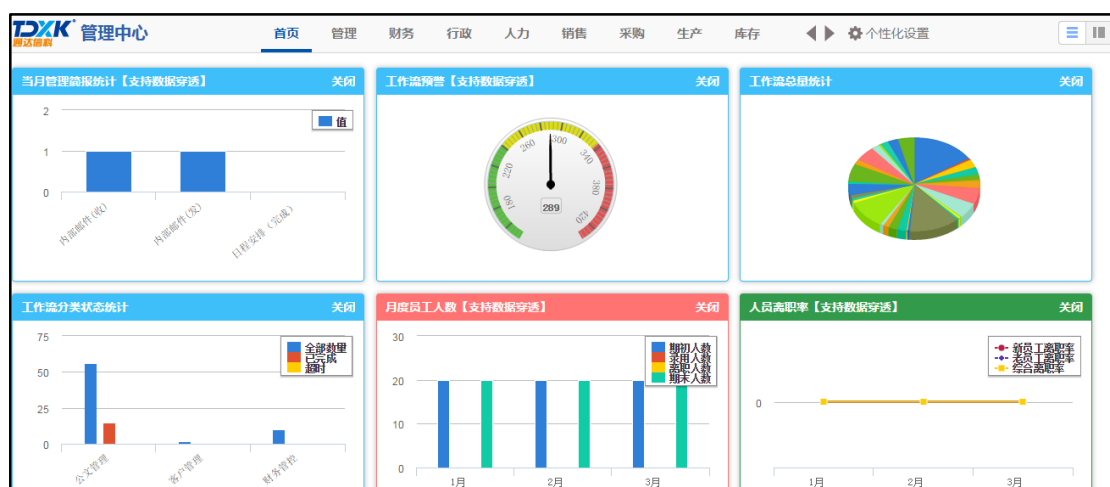 TDXK 通达信科 管理中心 首页 管理 财务 行政 人力 销售 采购 生产 库存 个性化设置
当月管理简报统计【支持数据穿透】 关闭
2
1
0
值
内部邮件(收)
内部邮件(发)
日程安排（完成）
工作流预警【支持数据穿透】 关闭
180
220
260
300
340
380
420
289
工作流总量统计 关闭
工作流分类状态统计 关闭
75
50
25
0
全部数量
已完成
超时
公文管理
客户管理
财务管控
月度员工人数【支持数据穿透】 关闭
30
20
10
0
期初人数
录用人数
离职人数
期末人数
1月
2月
3月
人员离职率【支持数据穿透】 关闭
0
新员工离职率
老员工离职率
综合离职率
1月
2月
3月